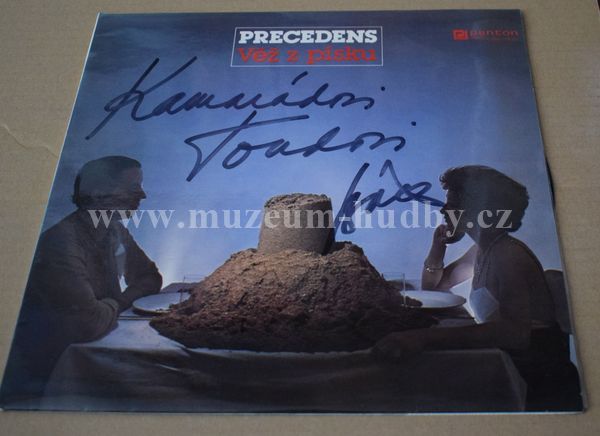 PRECEDENS
Věž z písku
panton
Kamarádovi
Tondovi
www.muzeum-hudby.cz